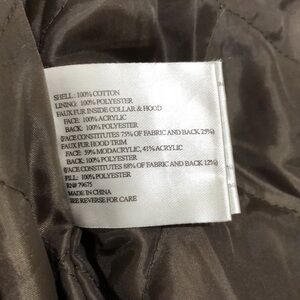 SHELL: 100% COTTON
LINING: 100% POLYESTER
FAUX FUR INSIDE COLLAR & HOOD
FACE: 100% ACRYLIC
BACK: 100% POLYESTER
(FACE CONSTITUTES 75% OF FABRIC AND BACK 25%)
FAUX FUR HOOD TRIM
FACE: 59% MODACRYLIC, 41% ACRYLIC
BACK: 100% POLYESTER
(FACE CONSTITUTES 88% OF FABRIC AND BACK 12%)
FILL: 100% POLYESTER
RN# 79675
MADE IN CHINA
SEE REVERSE FOR CARE